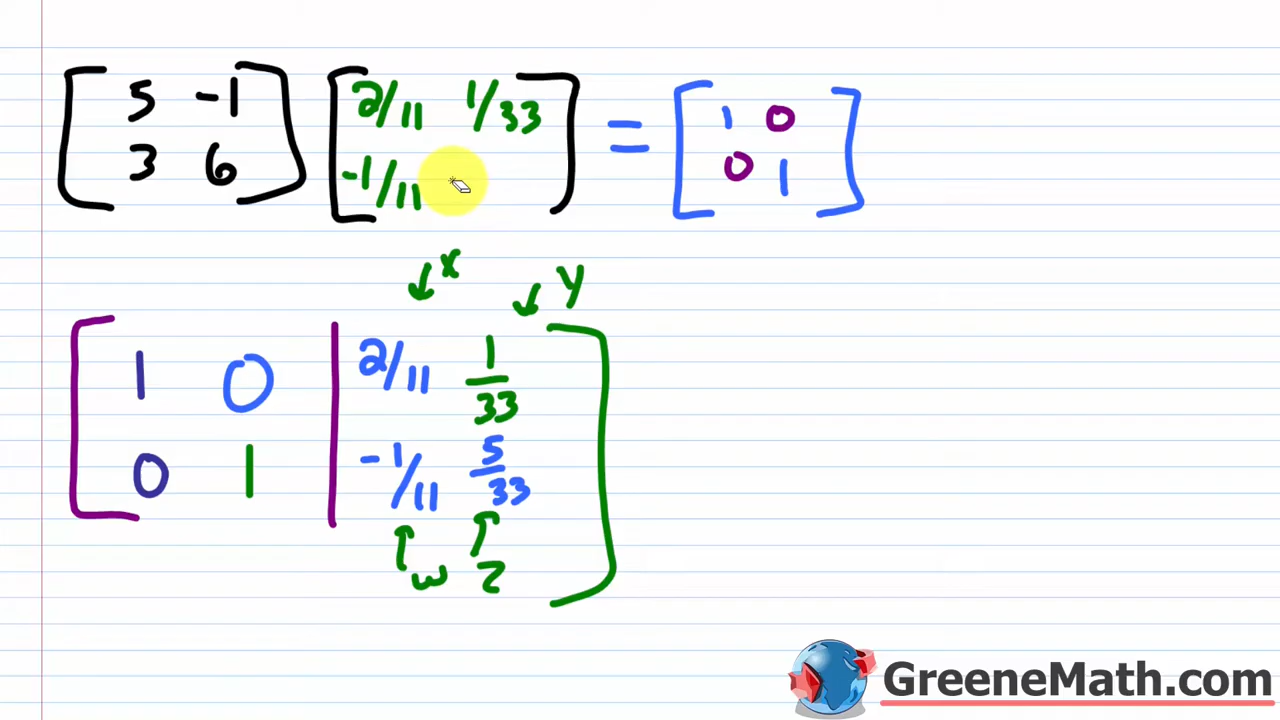 5 -1 2/11 1/33 = 1 0
3 6 -1/11 0 1
x y
1 0 2/11 1/33
0 1 -1/11 5/33
w z
GreeneMath.com